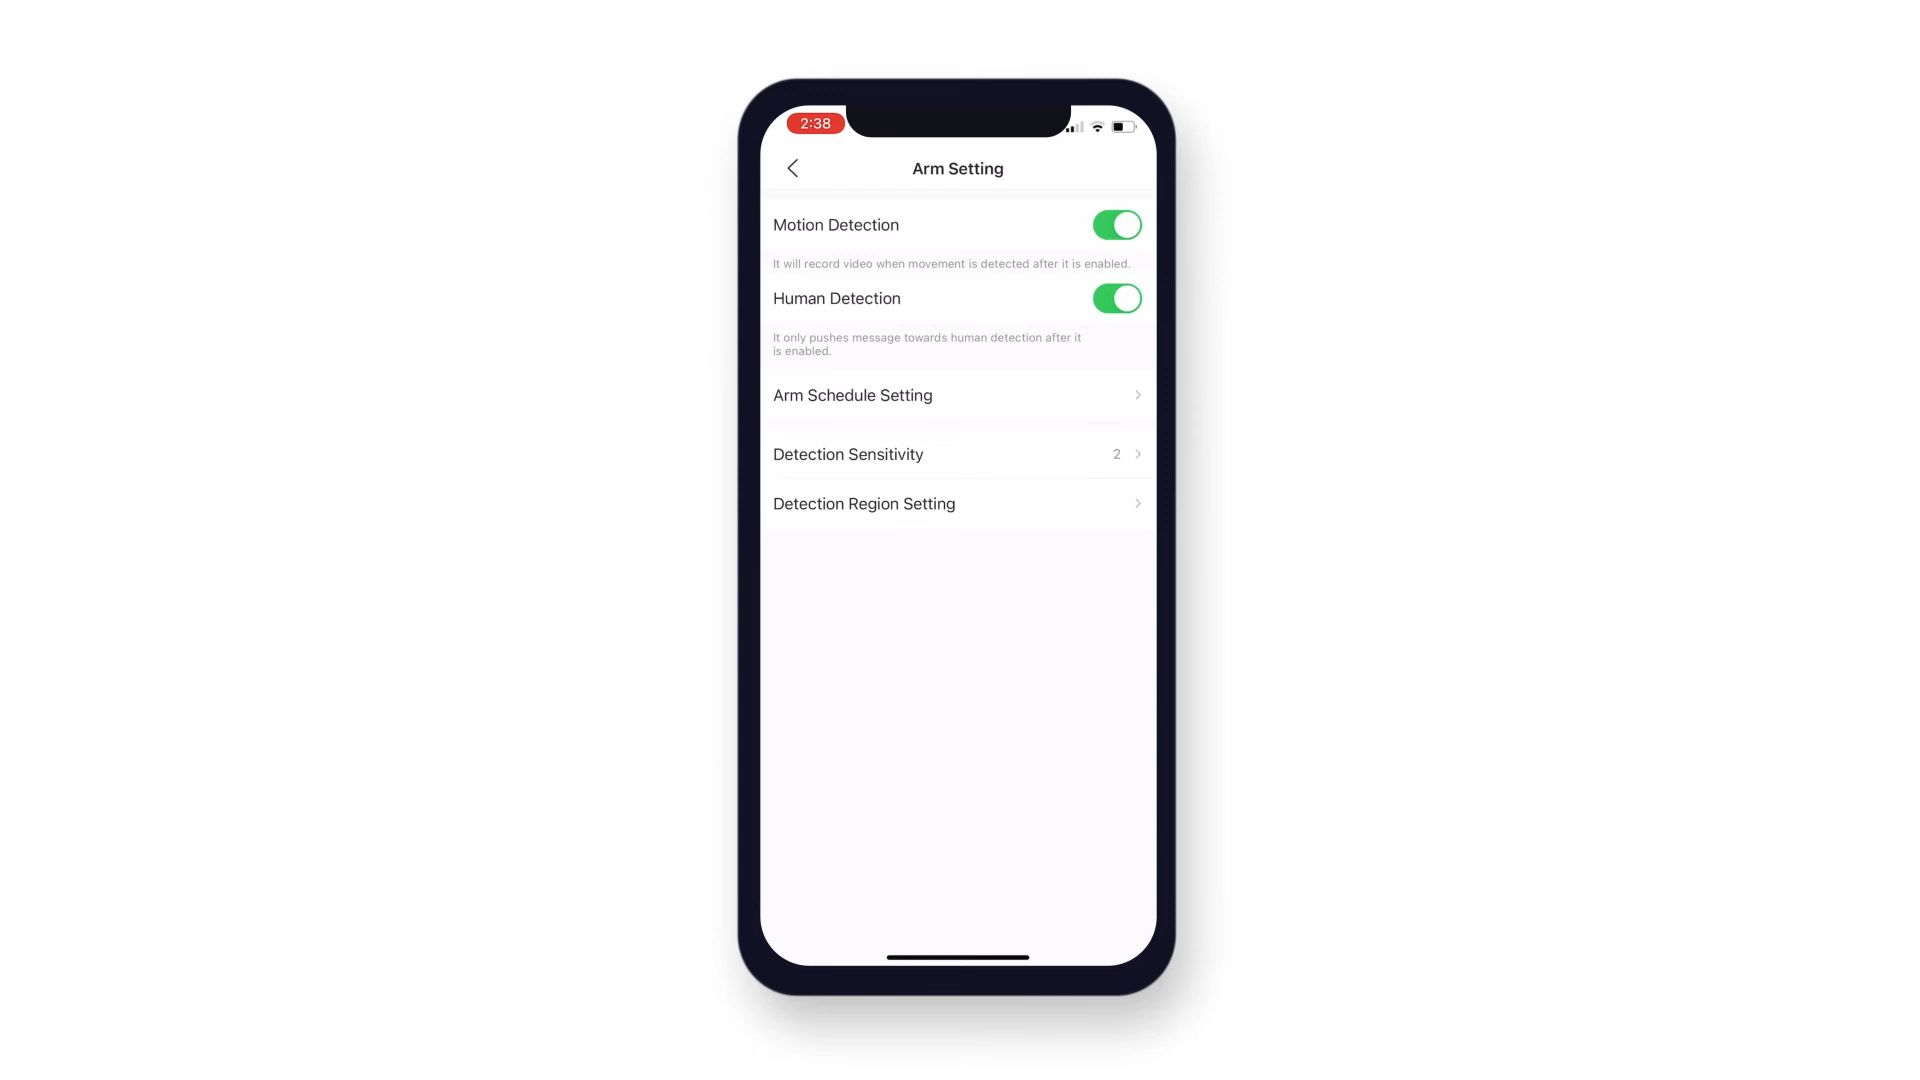 2:38
Arm Setting
Motion Detection
It will record video when movement is detected after it is enabled.
Human Detection
It only pushes message towards human detection after it
is enabled.
Arm Schedule Setting
Detection Sensitivity 2
Detection Region Setting